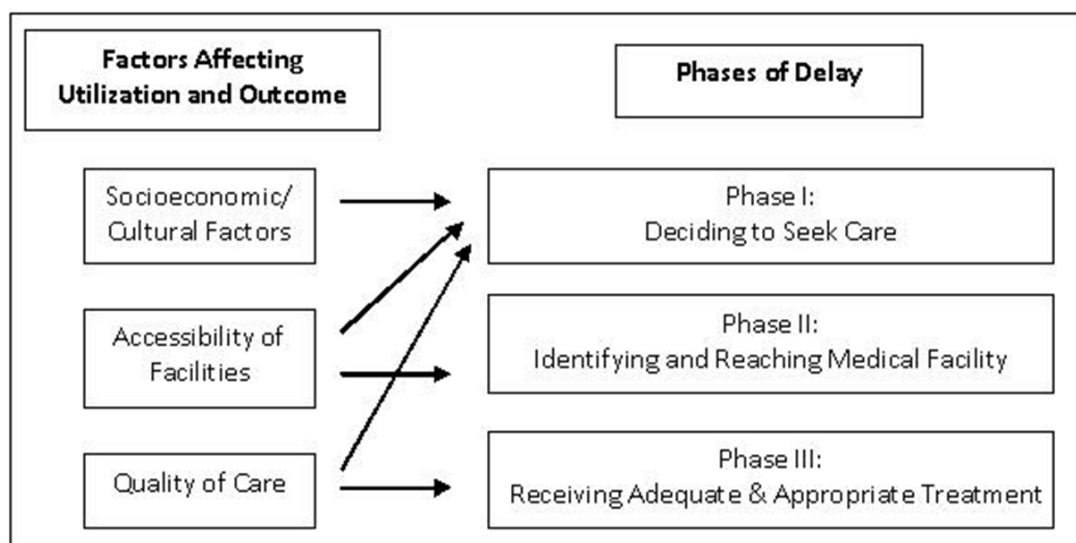 Factors Affecting
Utilization and Outcome
Phases of Delay
Socioeconomic/
Cultural Factors
Phase I:
Deciding to Seek Care
Accessibility of
Facilities
Phase II:
Identifying and Reaching Medical Facility
Quality of Care
Phase III:
Receiving Adequate & Appropriate Treatment